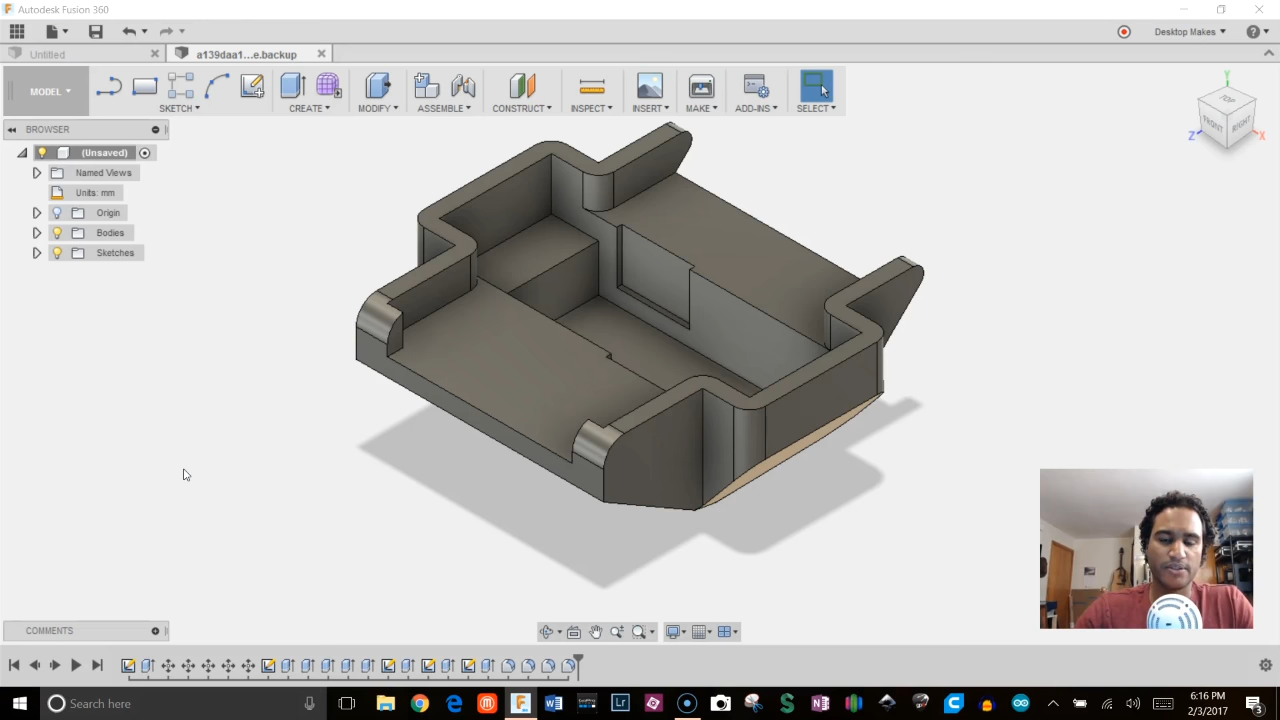 Autodesk Fusion 360
Desktop Makes
Untitled
a139daa1...e.backup
MODEL
SKETCH
CREATE
MODIFY
ASSEMBLE
CONSTRUCT
INSPECT
INSERT
MAKE
ADD-INS
SELECT
BROWSER
(Unsaved)
Named Views
Units: mm
Origin
Bodies
Sketches
Y
TOP
FRONT
RIGHT
Z
X
COMMENTS
Search here
6:16 PM
2/3/2017
3